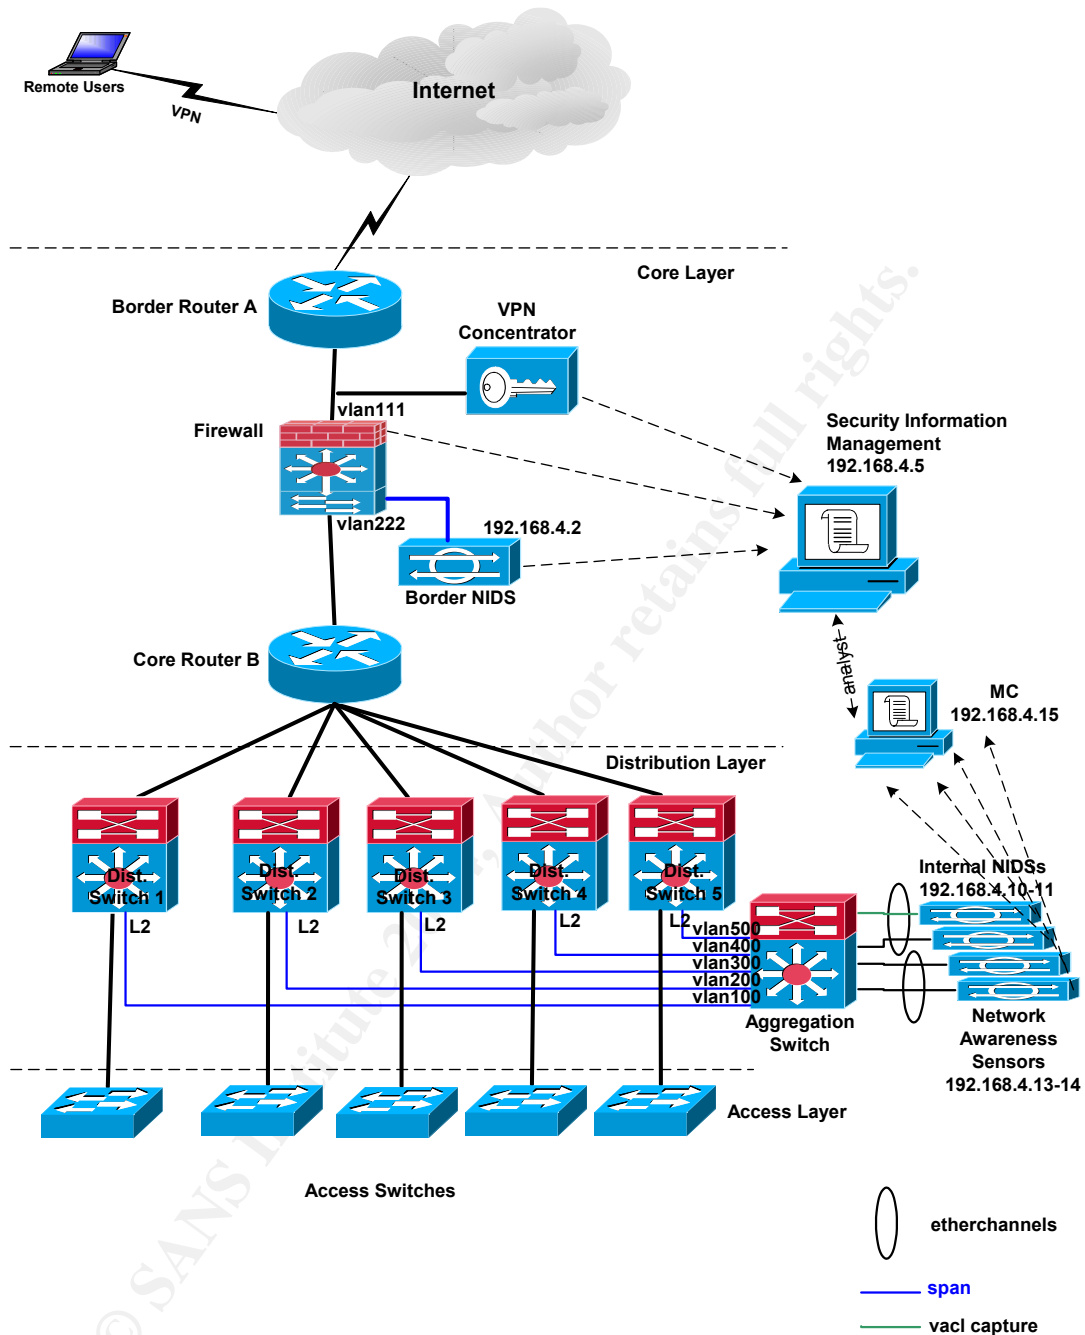 Internet
Remote Users
VPN
Core Layer
Border Router A
VPN
Concentrator
vlan111
Firewall
Security Information
Management
192.168.4.5
vlan222
192.168.4.2
Border NIDS
Core Router B
analyst
MC
192.168.4.15
Distribution Layer
Dist.
Switch 1
Dist.
Switch 2
Dist.
Switch 3
Dist.
Switch 4
Dist.
Switch 5
L2
L2
L2
L2
L2
Internal NIDSs
192.168.4.10-11
vlan500
vlan400
vlan300
vlan200
vlan100
Aggregation
Switch
Network
Awareness
Sensors
192.168.4.13-14
Access Layer
Access Switches
etherchannels
span
vacl capture
© SANS Institute 20 , Author retains full rights.